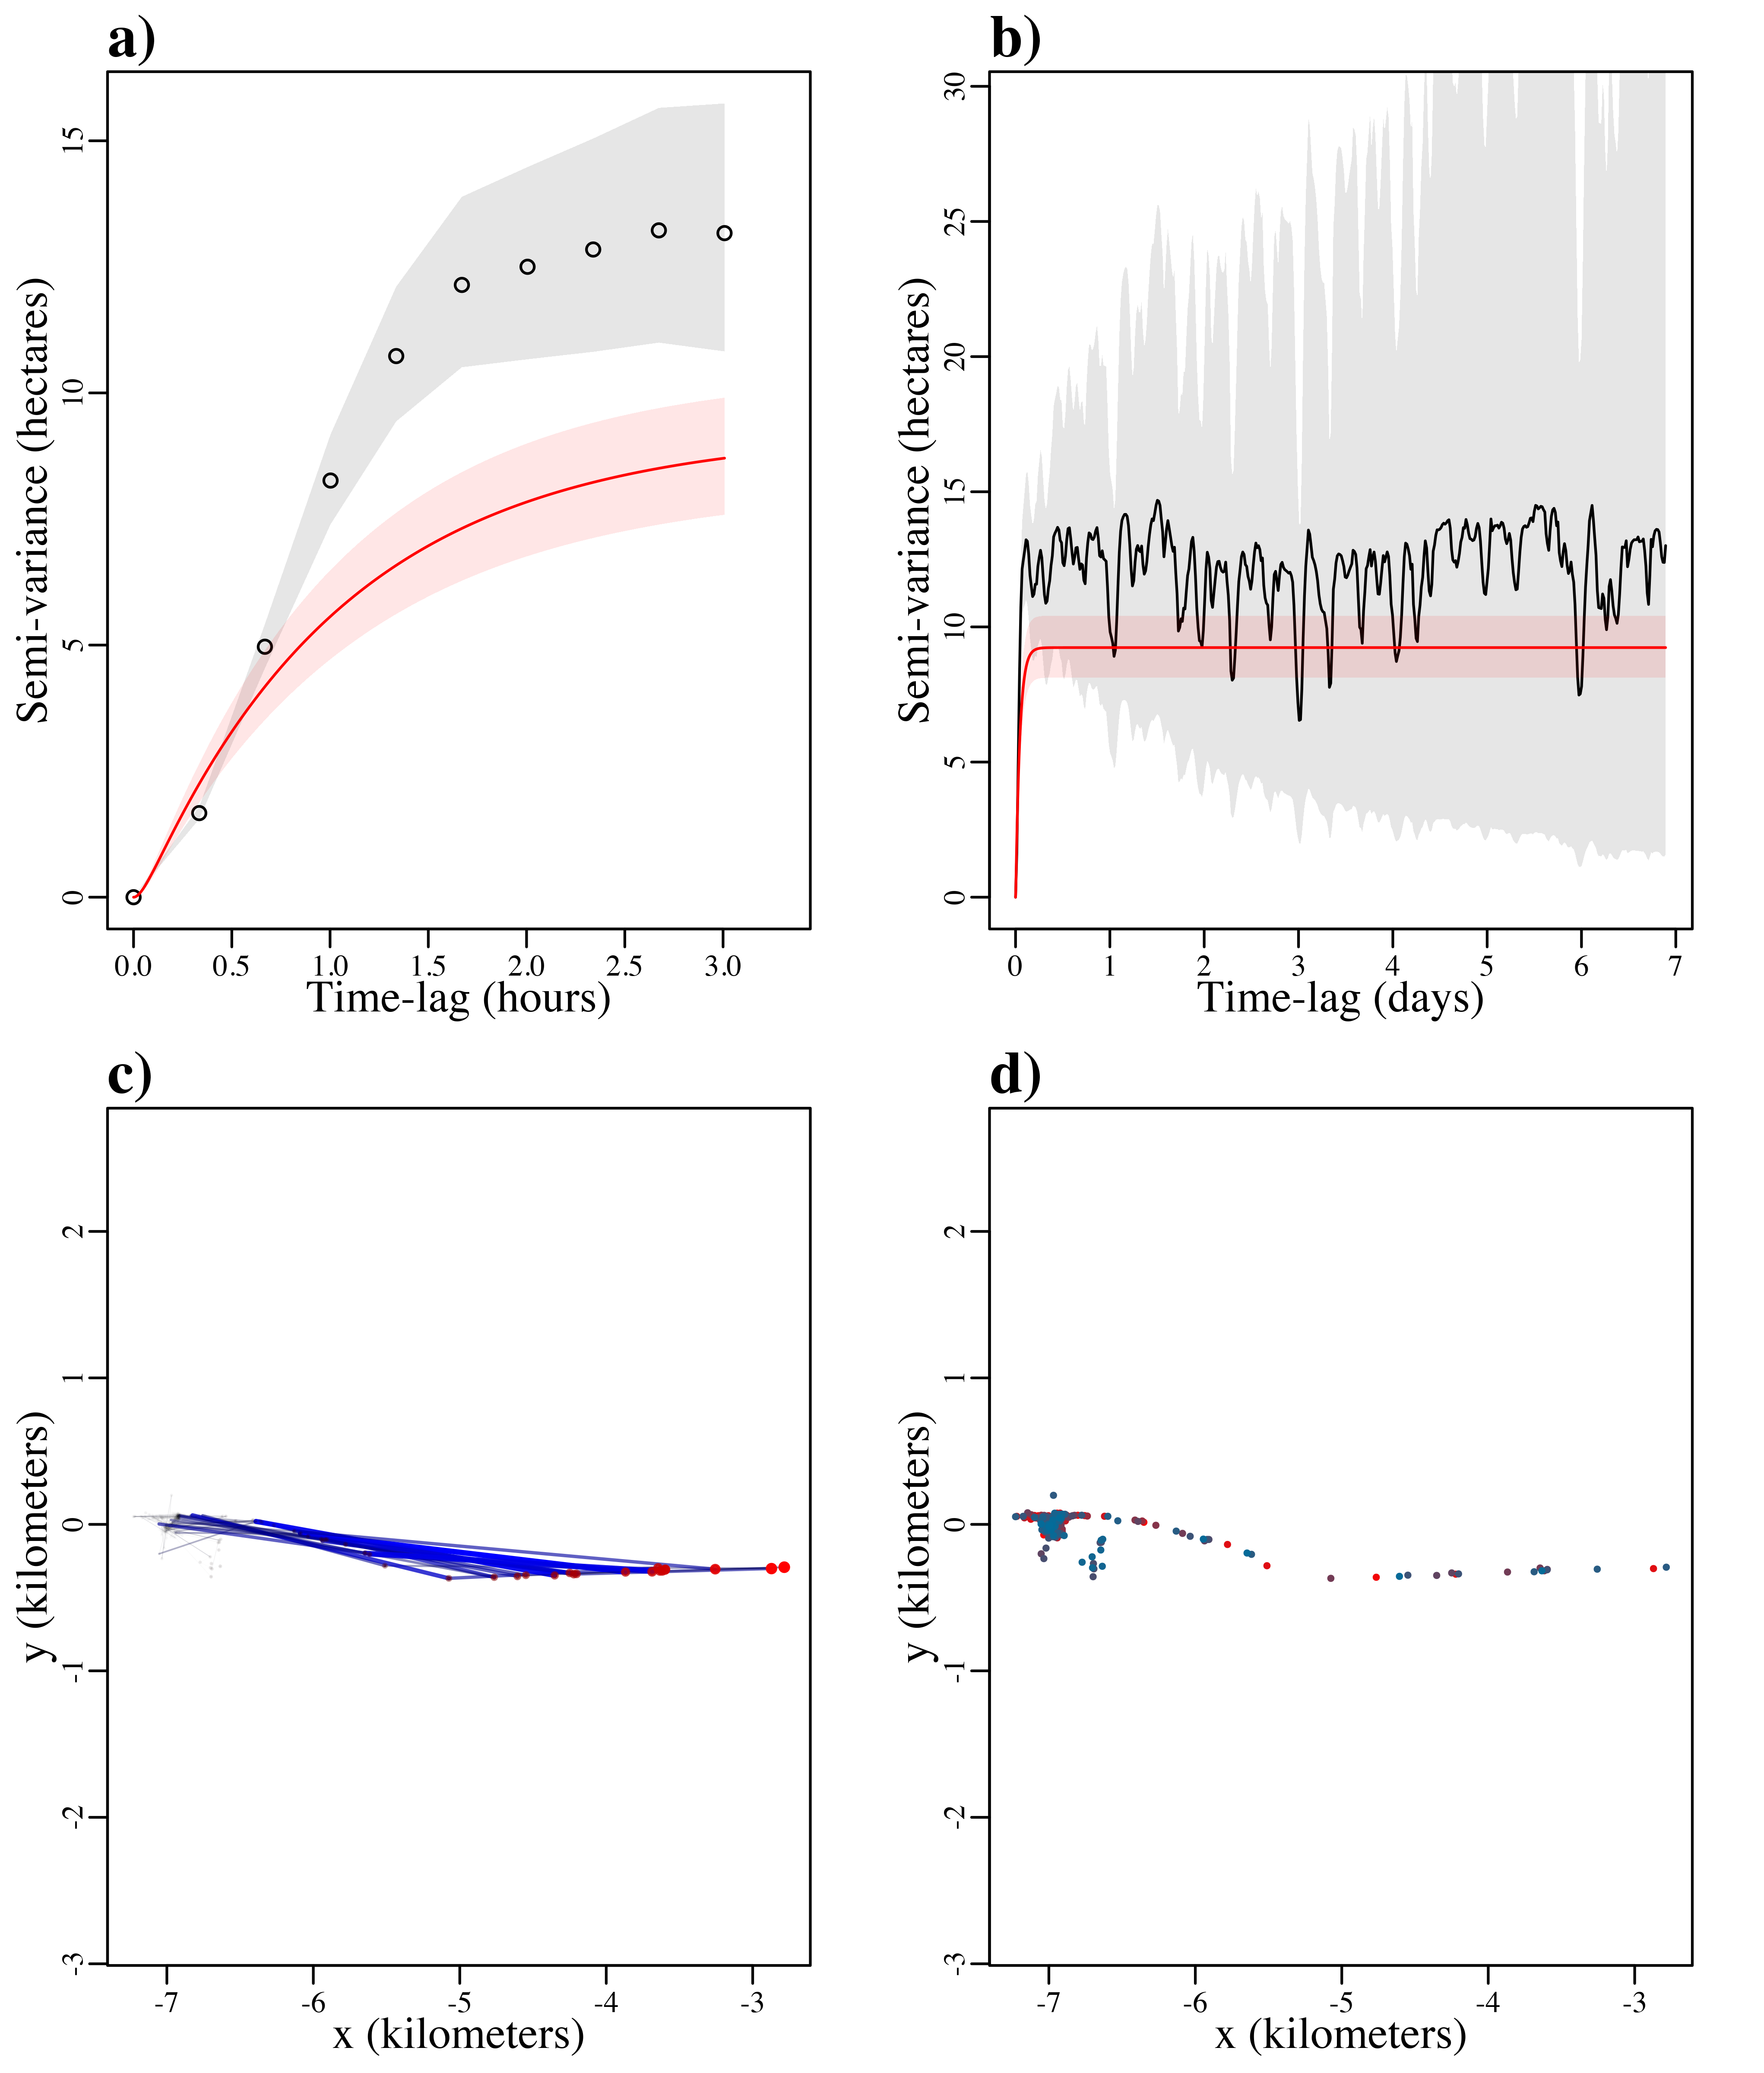 a)
Semi-variance (hectares)
15
10
5
0
0.0 0.5 1.0 1.5 2.0 2.5 3.0
Time-lag (hours)
b)
Semi-variance (hectares)
30
25
20
15
10
5
0
0 1 2 3 4 5 6 7
Time-lag (days)
c)
y (kilometers)
2
1
0
-1
-2
-3
-7 -6 -5 -4 -3
x (kilometers)
d)
y (kilometers)
2
1
0
-1
-2
-3
-7 -6 -5 -4 -3
x (kilometers)